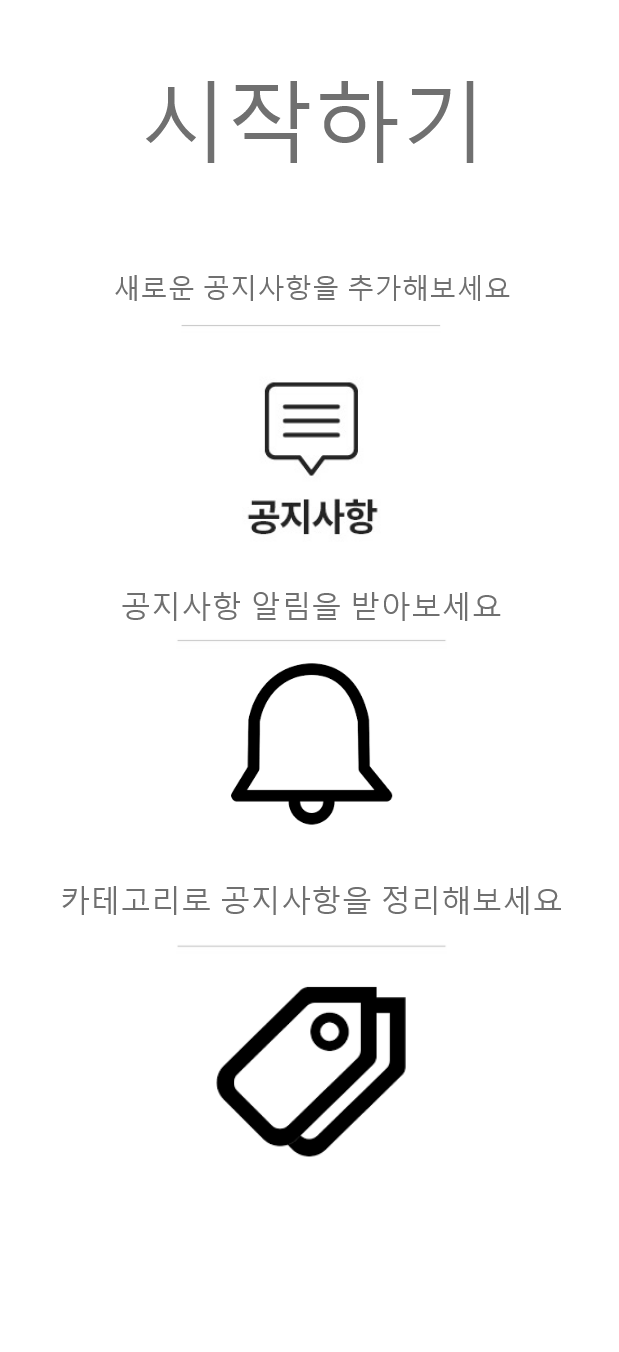 시작하기
새로운 공지사항을 추가해보세요
공지사항
공지사항 알림을 받아보세요
카테고리로 공지사항을 정리해보세요